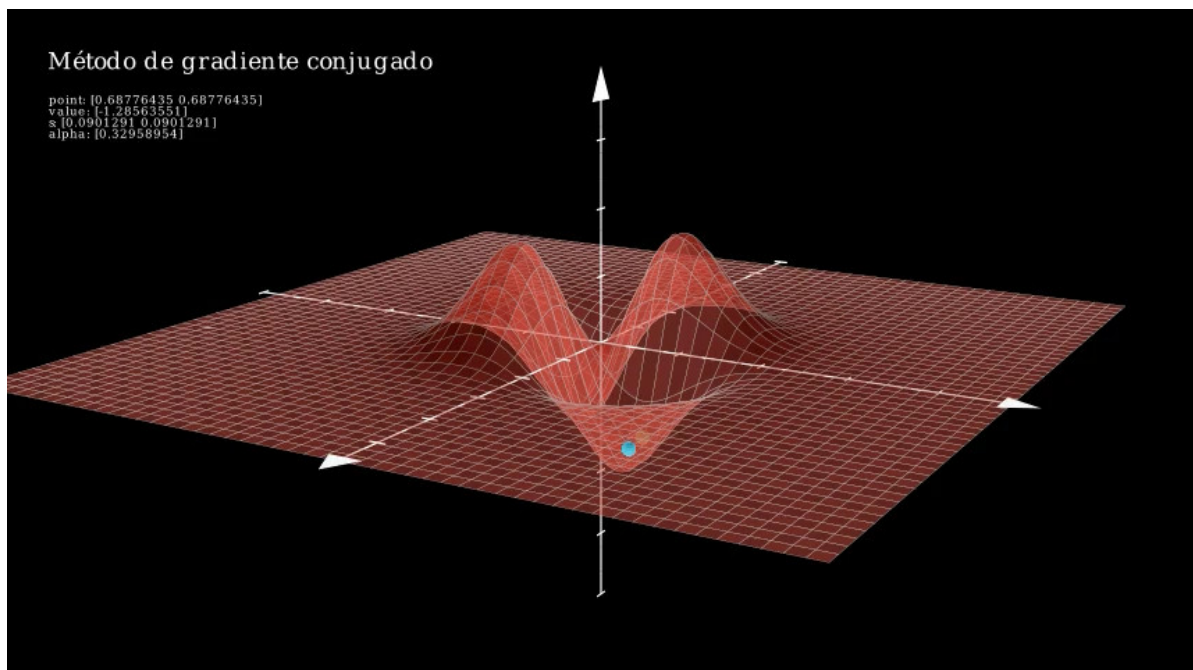 Método de gradiente conjugado
point: [0.68776435 0.68776435]
value: [-1.28563551]
s: [0.0901291 0.0901291]
alpha: [0.32958954]